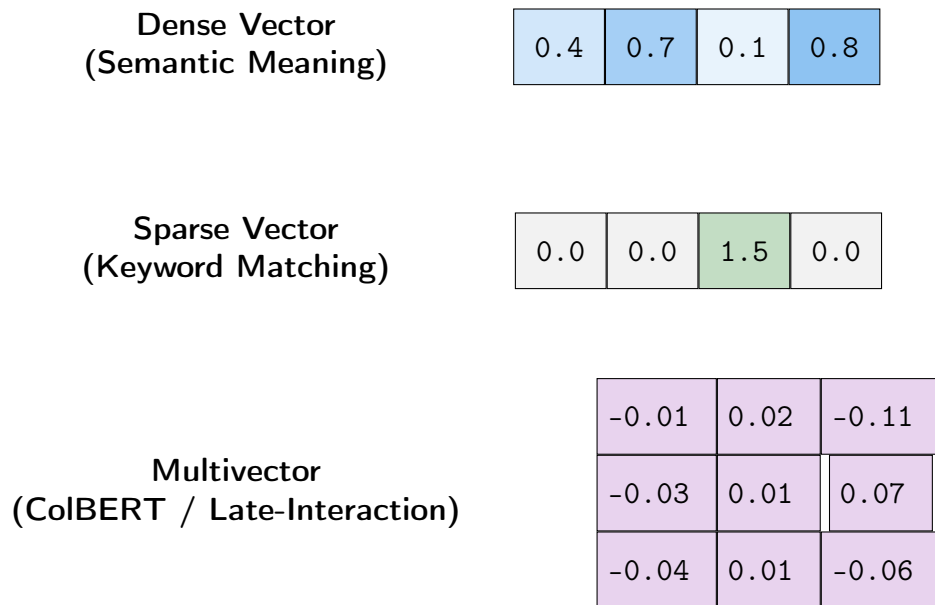 Dense Vector
(Semantic Meaning)
0.4 0.7 0.1 0.8
Sparse Vector
(Keyword Matching)
0.0 0.0 1.5 0.0
Multivector
(ColBERT / Late-Interaction)
-0.01 0.02 -0.11
-0.03 0.01 0.07
-0.04 0.01 -0.06